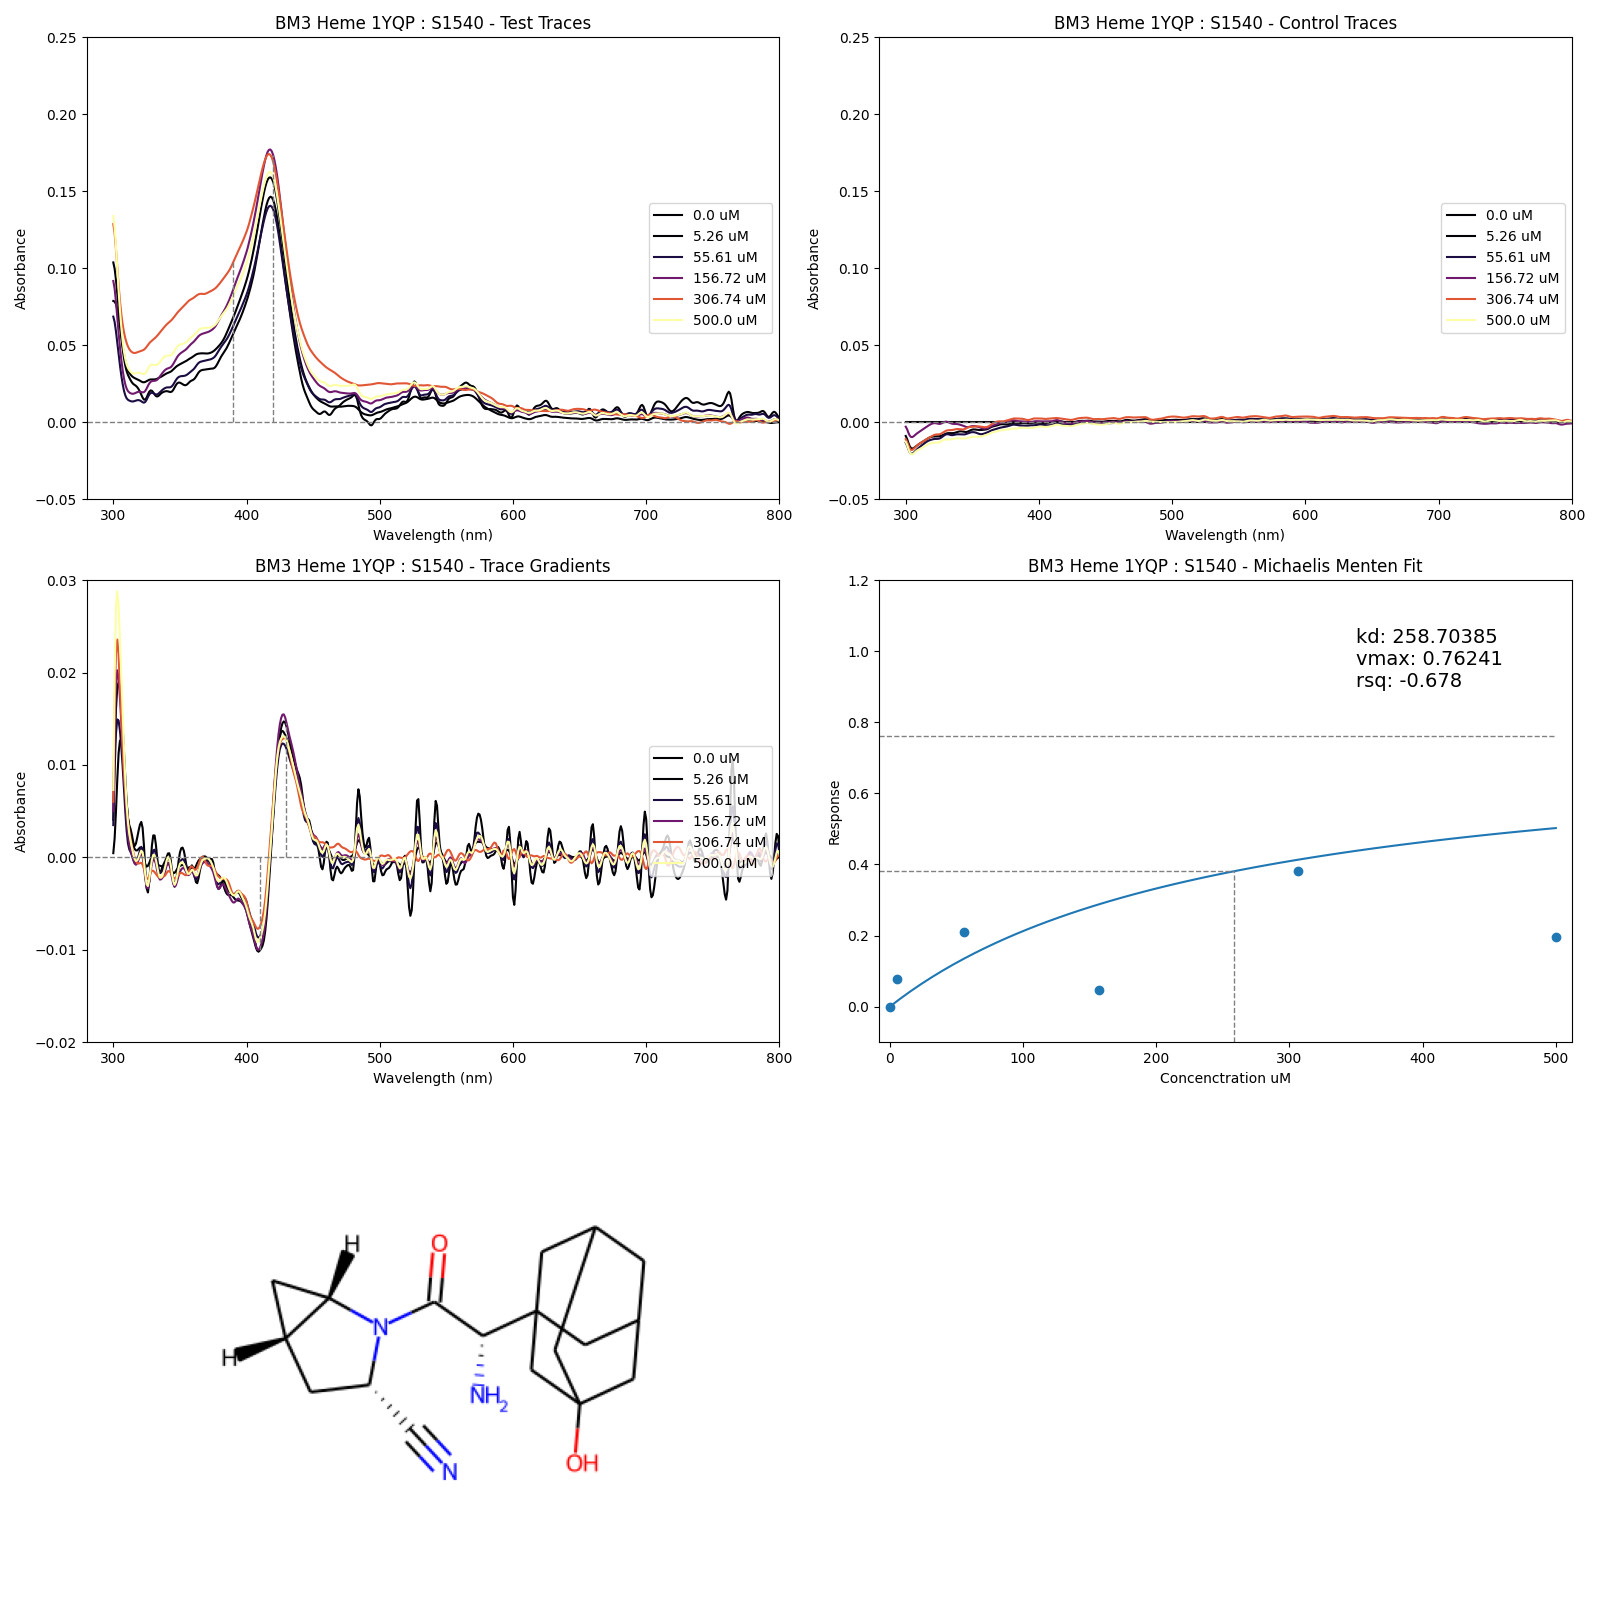 BM3 Heme 1YQP : S1540 - Test Traces
0.25
0.20
0.15
0.10
0.05
0.00
−0.05
Absorbance
300 400 500 600 700 800
Wavelength (nm)
0.0 uM
5.26 uM
55.61 uM
156.72 uM
306.74 uM
500.0 uM
BM3 Heme 1YQP : S1540 - Control Traces
0.25
0.20
0.15
0.10
0.05
0.00
−0.05
Absorbance
300 400 500 600 700 800
Wavelength (nm)
0.0 uM
5.26 uM
55.61 uM
156.72 uM
306.74 uM
500.0 uM
BM3 Heme 1YQP : S1540 - Trace Gradients
0.03
0.02
0.01
0.00
−0.01
−0.02
Absorbance
300 400 500 600 700 800
Wavelength (nm)
0.0 uM
5.26 uM
55.61 uM
156.72 uM
306.74 uM
500.0 uM
BM3 Heme 1YQP : S1540 - Michaelis Menten Fit
1.2
1.0
0.8
0.6
0.4
0.2
0.0
Response
0 100 200 300 400 500
Concenctration uM
kd: 258.70385
vmax: 0.76241
rsq: -0.678
H O
N
H
NH2
N
OH